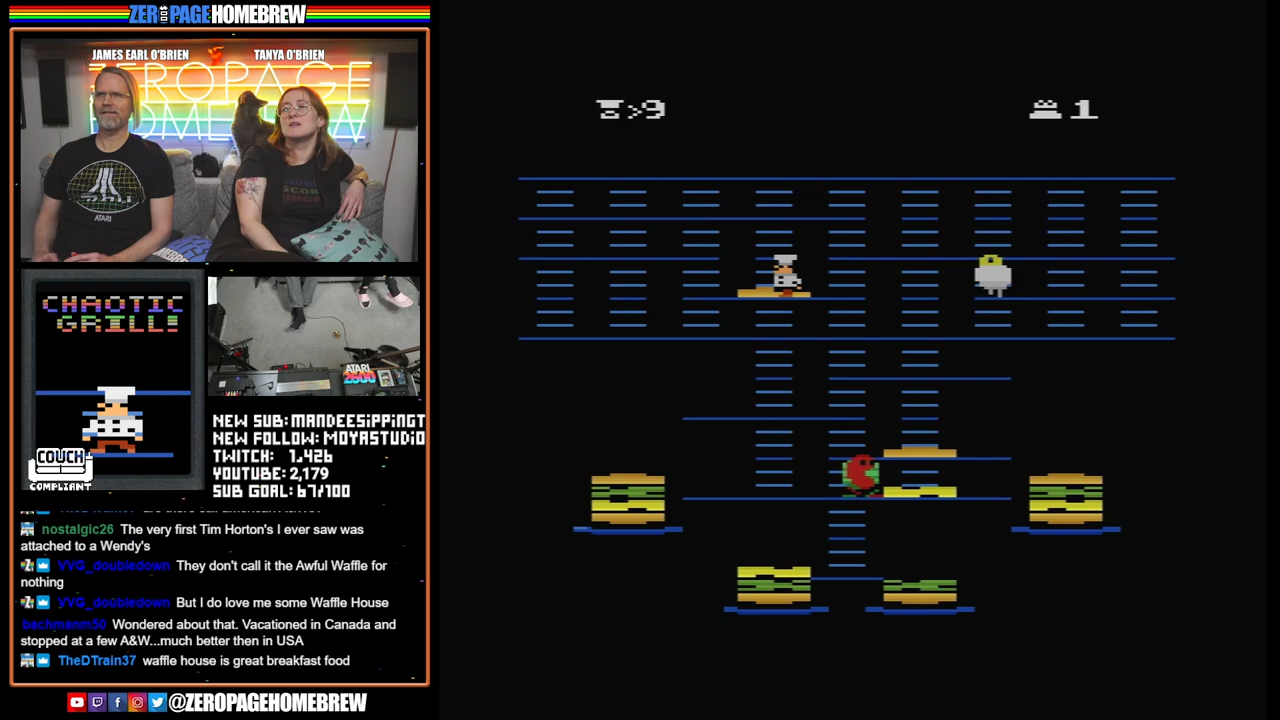 ZEROPAGE HOMEBREW
JAMES EARL O'BRIEN
TANYA O'BRIEN
ZEROPAGE
HOMEBREW
ATARI
CHAOTIC
GRILL!
COUCH
COMPLIANT
ATARI
2600
NEW SUB: MANDEESIPPINGT
NEW FOLLOW: MOYASTUDIO
TWITCH: 1,426
YOUTUBE: 2,179
SUB GOAL: 67/100
nostalgic26 The very first Tim Horton's I ever saw was
attached to a Wendy's
VVG_doubledown They don't call it the Awful Waffle for
nothing
VVG_doubledown But I do love me some Waffle House
bachmanm50 Wondered about that. Vacationed in Canada and
stopped at a few A&W...much better then in USA
TheDTrain37 waffle house is great breakfast food
@ZEROPAGEHOMEBREW
>9
1